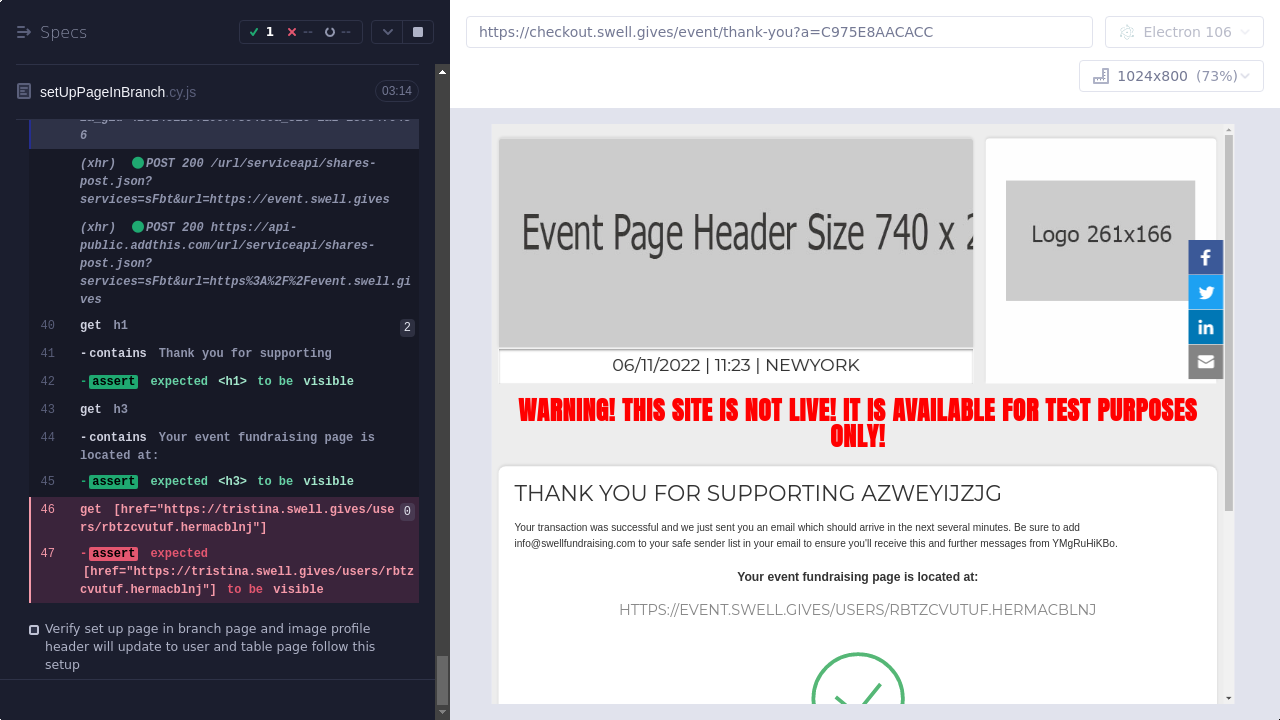 Specs
1
--
--
https://checkout.swell.gives/event/thank-you?a=C975E8AACACC
Electron 106
1024x800 (73%)
setUpPageInBranch.cy.js
03:14
6
(xhr) POST 200 /url/serviceapi/shares-
post.json?
services=sFbt&url=https://event.swell.gives
(xhr) POST 200 https://api-
public.addthis.com/url/serviceapi/shares-
post.json?
services=sFbt&url=https%3A%2F%2Fevent.swell.gi
ves
40 get h1 2
41 -contains Thank you for supporting
42 -assert expected <h1> to be visible
43 get h3
44 -contains Your event fundraising page is
located at:
45 -assert expected <h3> to be visible
46 get [href="https://tristina.swell.gives/use 0
rs/rbtzcvutuf.hermacblnj"]
47 -assert expected
[href="https://tristina.swell.gives/users/rbtz
cvutuf.hermacblnj"] to be visible
Verify set up page in branch page and image profile
header will update to user and table page follow this
setup
Event Page Header Size 740 x
Logo 261x166
06/11/2022 | 11:23 | NEWYORK
WARNING! THIS SITE IS NOT LIVE! IT IS AVAILABLE FOR TEST PURPOSES
ONLY!
THANK YOU FOR SUPPORTING AZWEYIJZJG
Your transaction was successful and we just sent you an email which should arrive in the next several minutes. Be sure to add
info@swellfundraising.com to your safe sender list in your email to ensure you'll receive this and further messages from YMgRuHiKBo.
Your event fundraising page is located at:
HTTPS://EVENT.SWELL.GIVES/USERS/RBTZCVUTUF.HERMACBLNJ